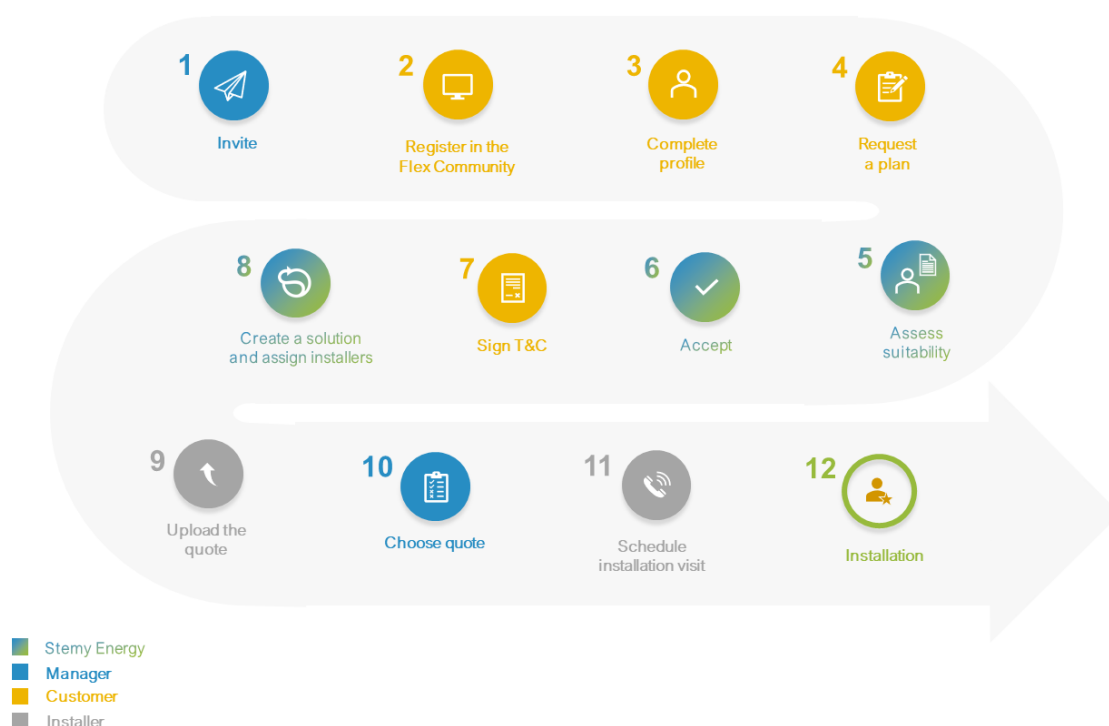 1
Invite
2
Register in the
Flex Community
3
Complete
profile
4
Request
a plan
5
Assess
suitability
6
Accept
7
Sign T&C
8
Create a solution
and assign installers
9
Upload the
quote
10
Choose quote
11
Schedule
installation visit
12
Installation
Stemy Energy
Manager
Customer
Installer